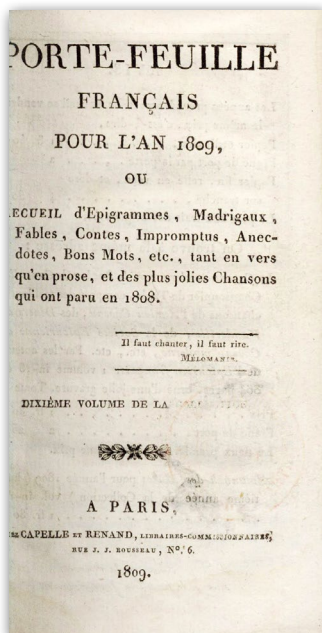 PORTE-FEUILLE
FRANÇAIS
POUR L'AN 1809,
OU
ECUEIL d'Epigrammes, Madrigaux,
Fables, Contes, Impromptus, Anec-
dotes, Bons Mots, etc., tant en vers
qu'en prose, et des plus jolies Chansons
qui ont paru en 1808.
Il faut chanter, il faut rire.
MÉLOMANIE.
DIXIÈME VOLUME DE LA
A PARIS,
CAPELLE ET RENAND, LIBRAIRES-COMMISSIONNAIRES,
RUE J. J. ROUSSEAU, N.º 6.
1809.